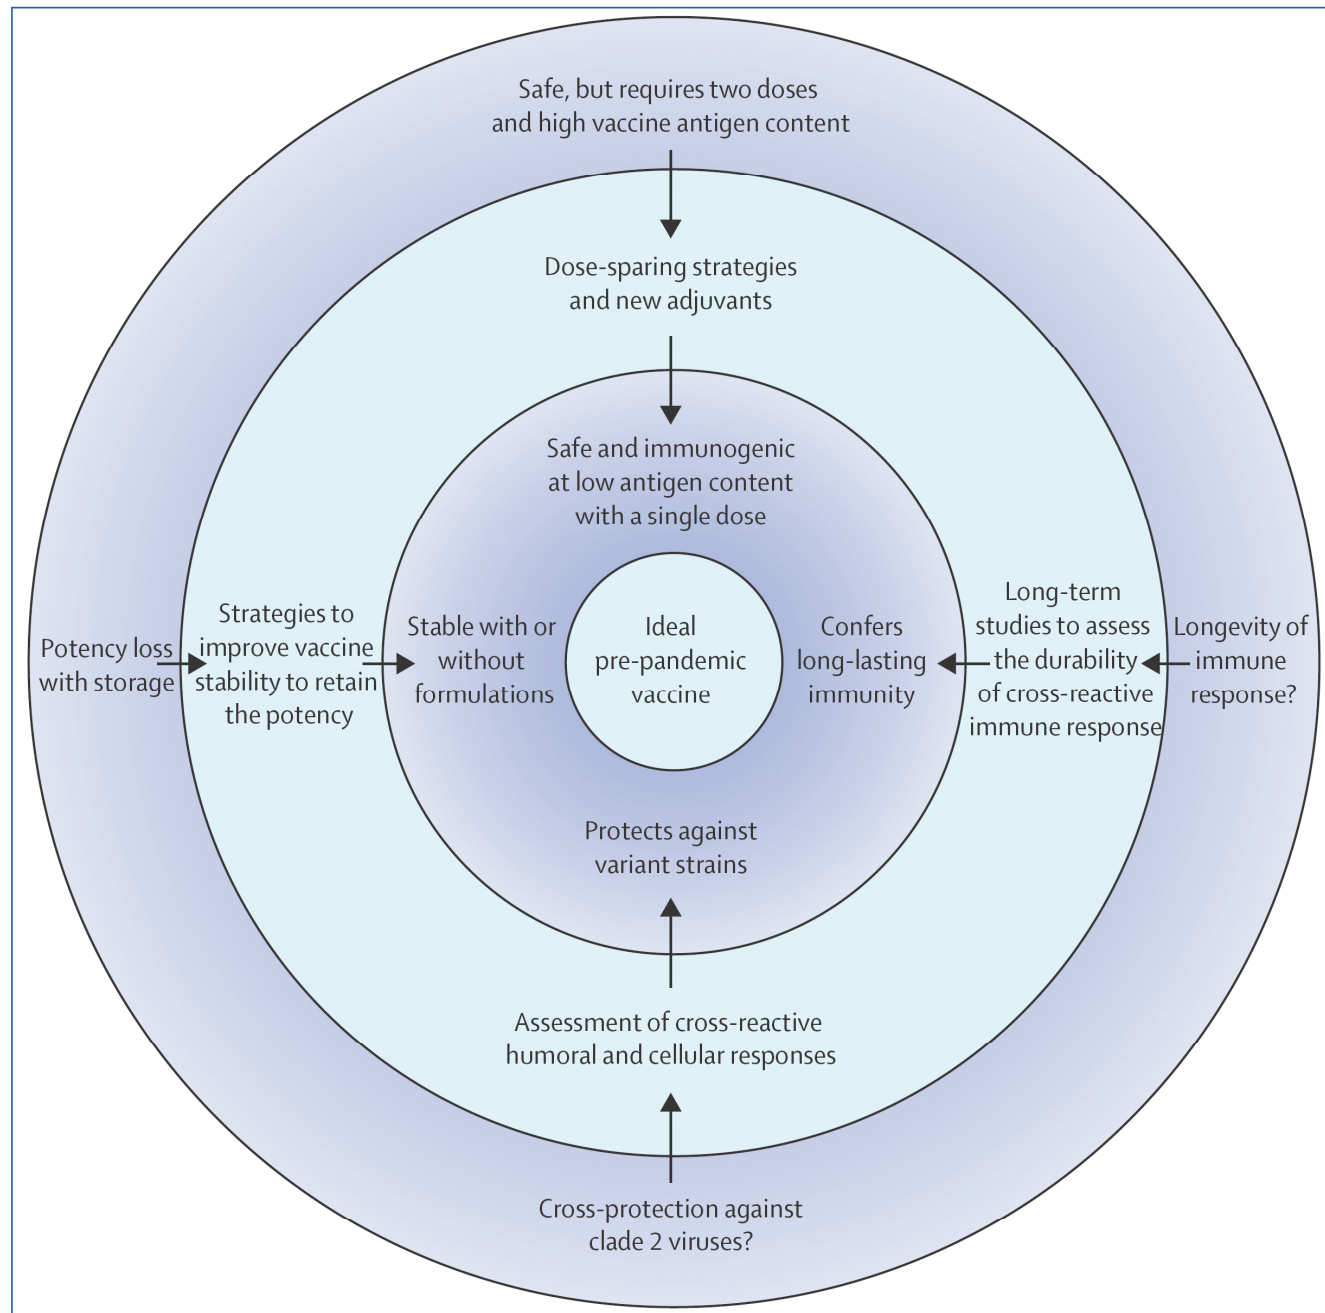 Safe, but requires two doses
and high vaccine antigen content
Dose-sparing strategies
and new adjuvants
Safe and immunogenic
at low antigen content
with a single dose
Potency loss
with storage
Strategies to
improve vaccine
stability to retain
the potency
Stable with or
without
formulations
Ideal
pre-pandemic
vaccine
Confers
long-lasting
immunity
Long-term
studies to assess
the durability
of cross-reactive
immune response
Longevity of
immune
response?
Protects against
variant strains
Assessment of cross-reactive
humoral and cellular responses
Cross-protection against
clade 2 viruses?